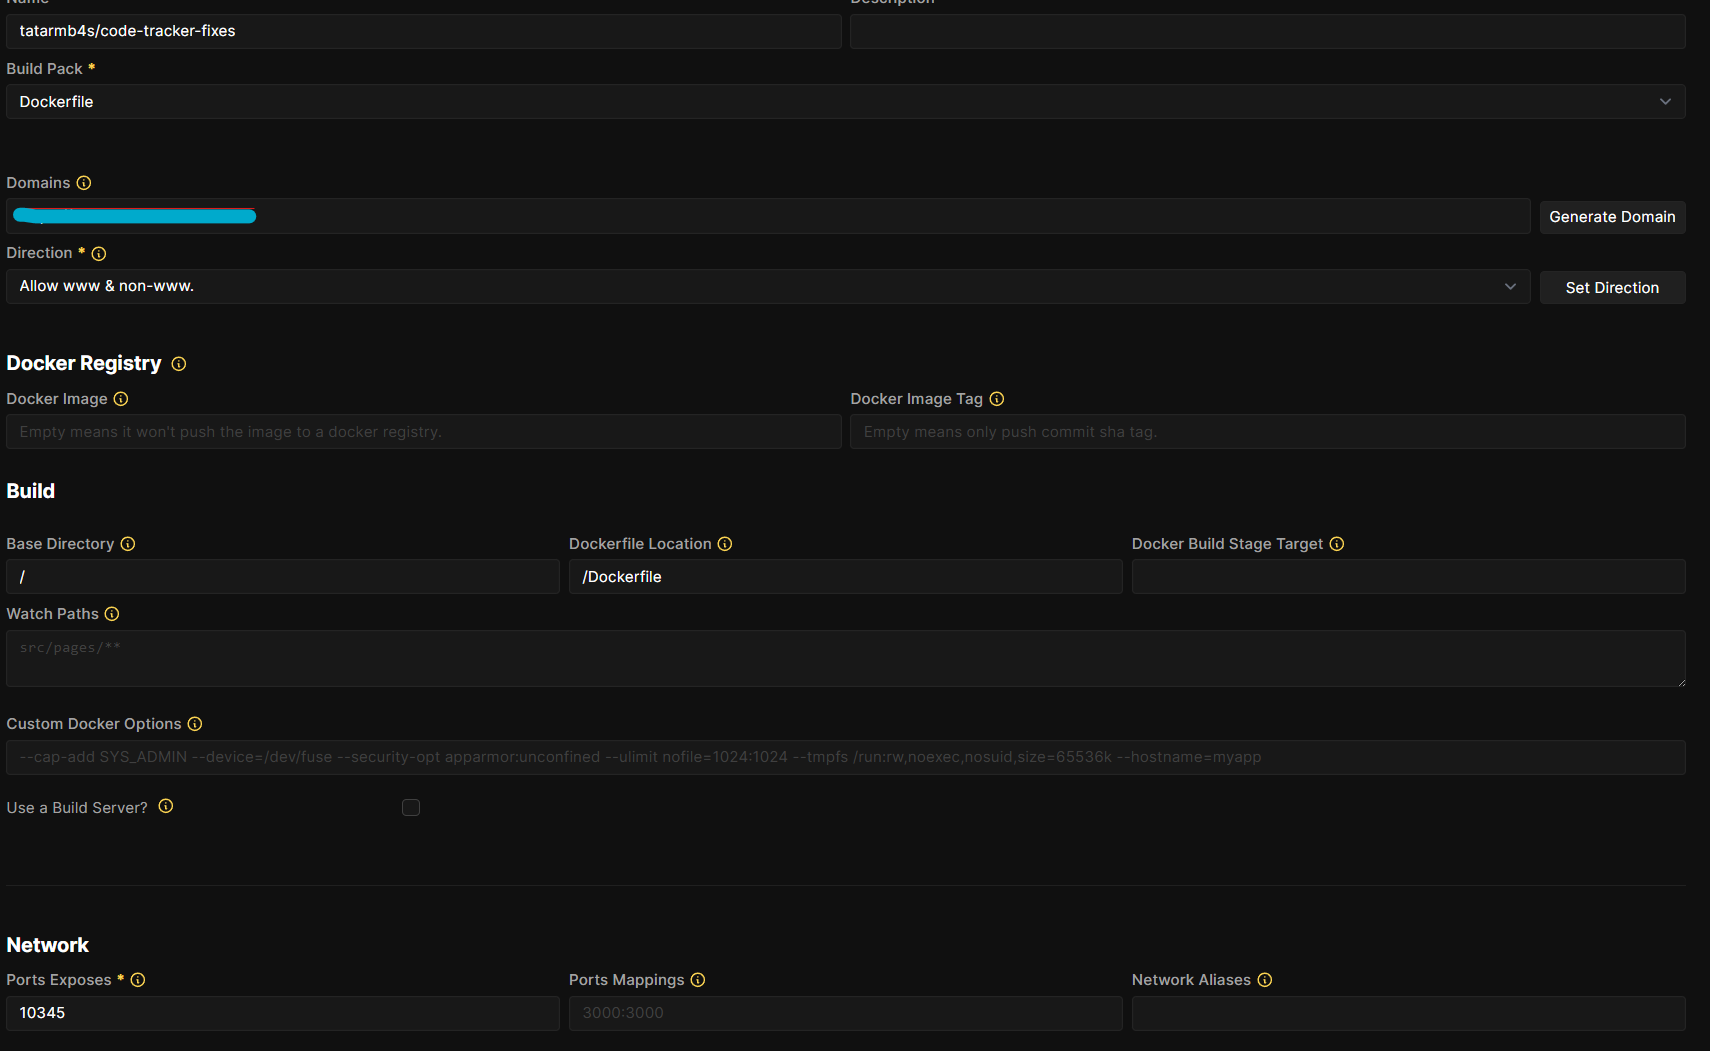 Name Description
tatarmb4s/code-tracker-fixes
Build Pack *
Dockerfile
Domains
Generate Domain
Direction *
Allow www & non-www.
Set Direction
Docker Registry
Docker Image Docker Image Tag
Empty means it won't push the image to a docker registry. Empty means only push commit sha tag.
Build
Base Directory Dockerfile Location Docker Build Stage Target
/ /Dockerfile
Watch Paths
src/pages/**
Custom Docker Options
--cap-add SYS_ADMIN --device=/dev/fuse --security-opt apparmor:unconfined --ulimit nofile=1024:1024 --tmpfs /run:rw,noexec,nosuid,size=65536k --hostname=myapp
Use a Build Server?
Network
Ports Exposes * Ports Mappings Network Aliases
10345 3000:3000